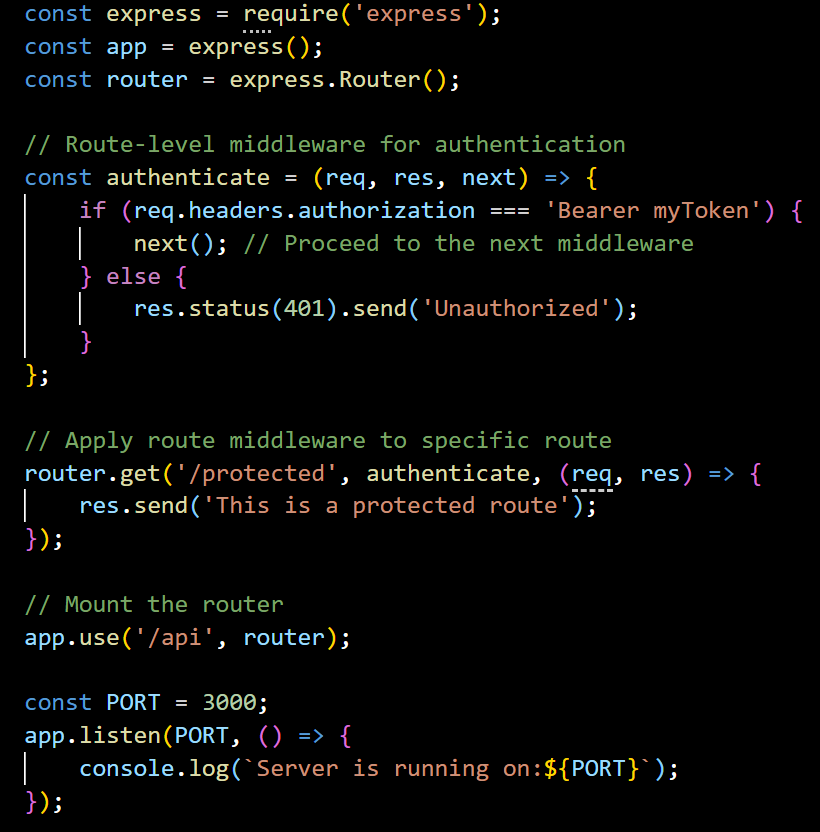 const express = require('express');
const app = express();
const router = express.Router();

// Route-level middleware for authentication
const authenticate = (req, res, next) => {
    if (req.headers.authorization === 'Bearer myToken') {
        next(); // Proceed to the next middleware
    } else {
        res.status(401).send('Unauthorized');
    }
};

// Apply route middleware to specific route
router.get('/protected', authenticate, (req, res) => {
    res.send('This is a protected route');
});

// Mount the router
app.use('/api', router);

const PORT = 3000;
app.listen(PORT, () => {
    console.log(`Server is running on:${PORT}`);
});